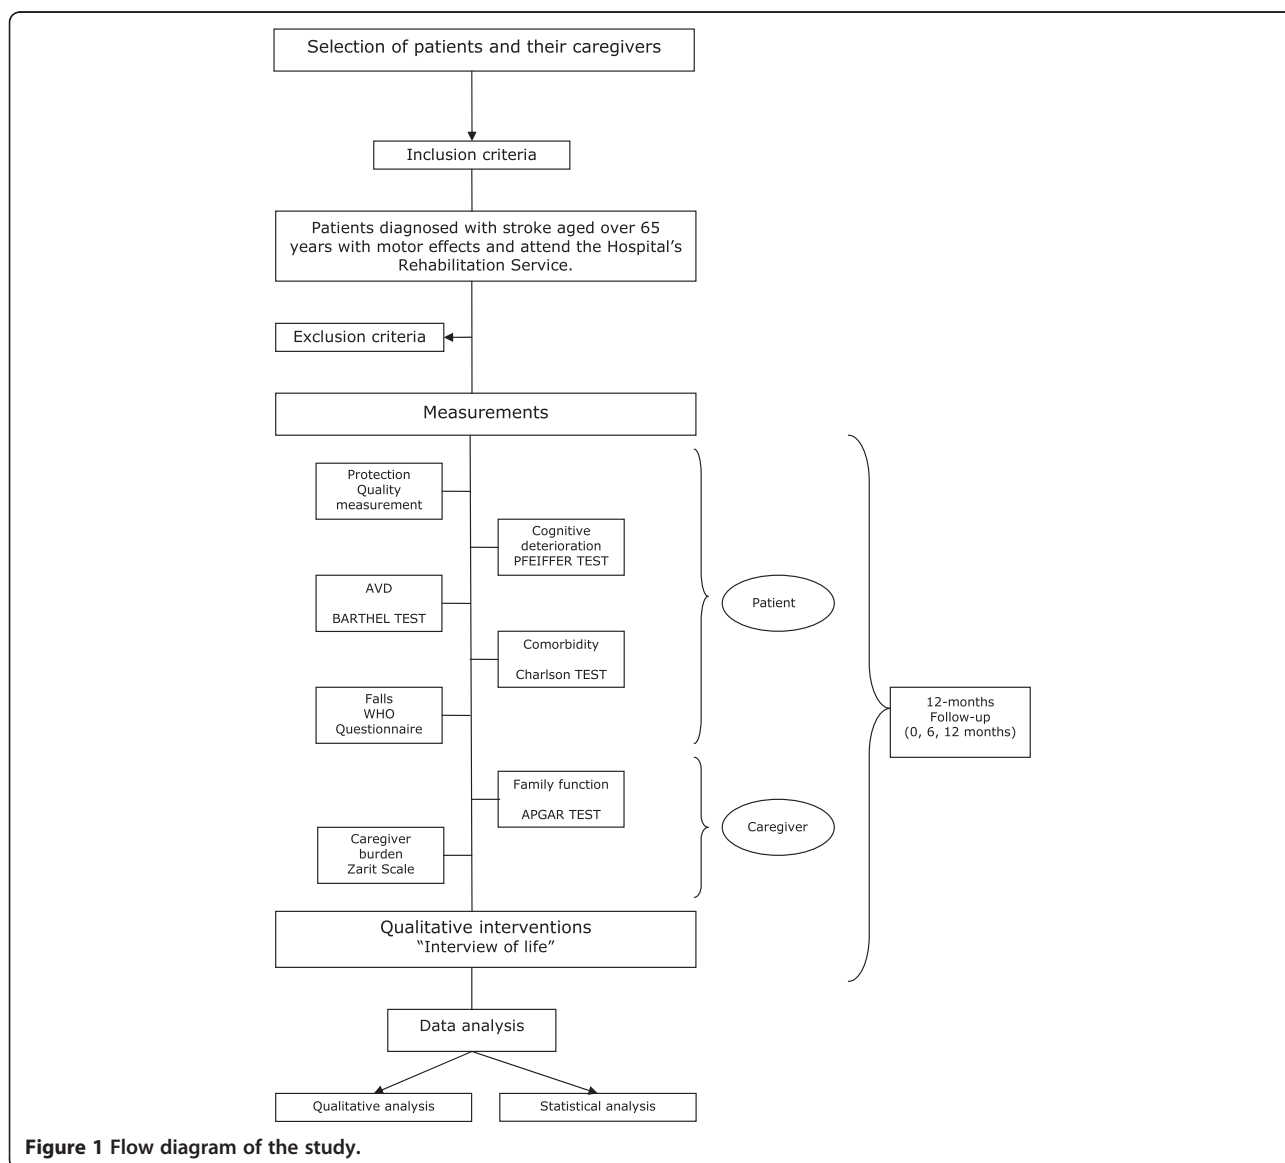 Selection of patients and their caregivers
Inclusion criteria
Patients diagnosed with stroke aged over 65
years with motor effects and attend the Hospital’s
Rehabilitation Service.
Exclusion criteria
Measurements
Protection
Quality
measurement
Cognitive
deterioration
PFEIFFER TEST
AVD
BARTHEL TEST
Patient
Comorbidity
Charlson TEST
Falls
WHO
Questionnaire
12-months
Follow-up
(0, 6, 12 months)
Family function
APGAR TEST
Caregiver
Caregiver
burden
Zarit Scale
Qualitative interventions
“Interview of life”
Data analysis
Qualitative analysis
Statistical analysis
Figure 1 Flow diagram of the study.